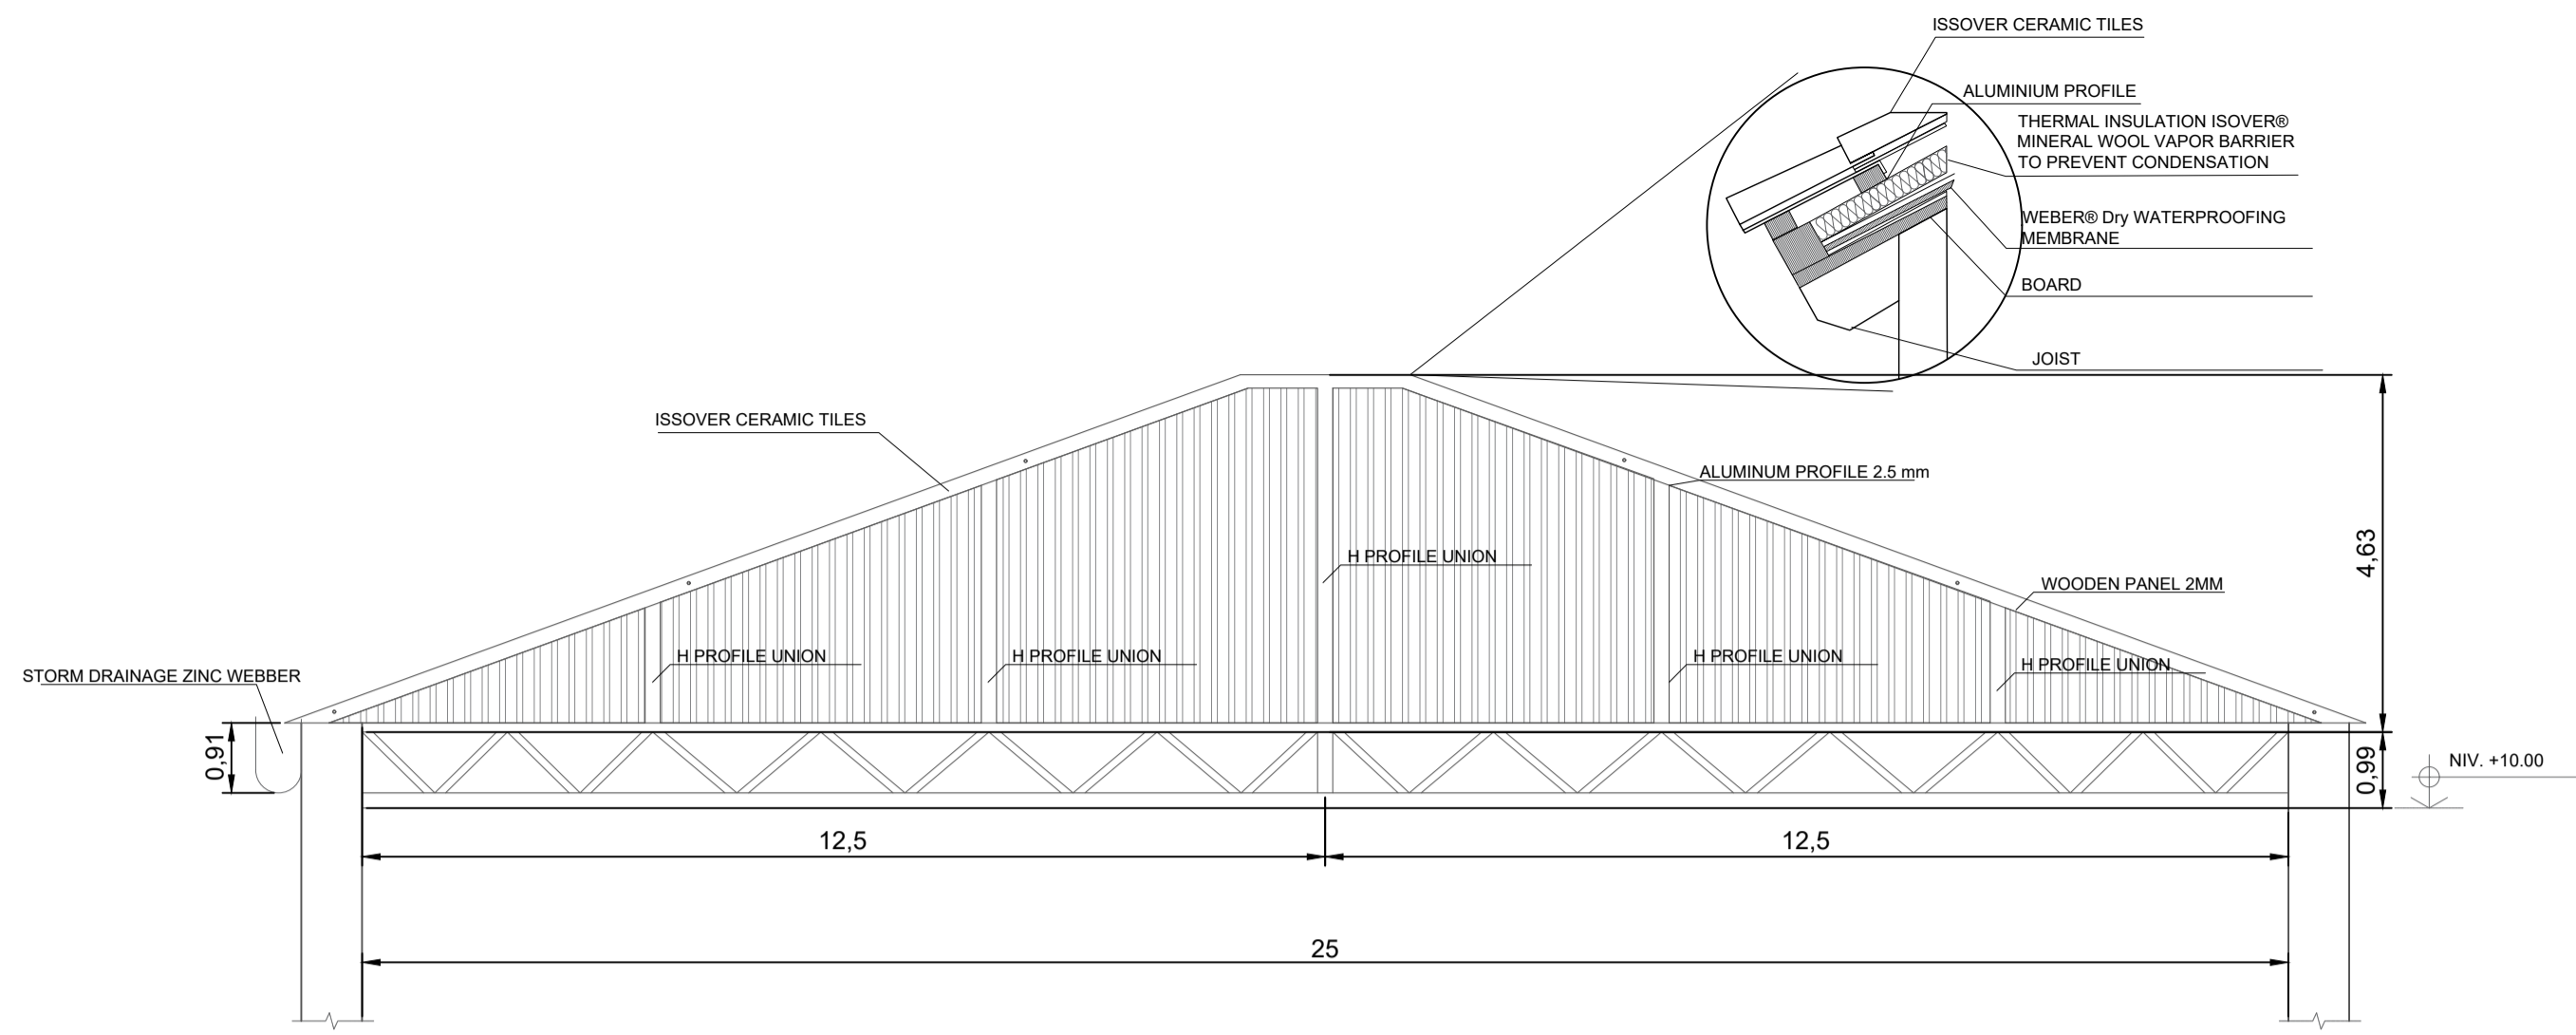 ISSOVER CERAMIC TILES
ALUMINIUM PROFILE
THERMAL INSULATION ISOVER®
MINERAL WOOL VAPOR BARRIER
TO PREVENT CONDENSATION
WEBER® Dry WATERPROOFING
MEMBRANE
BOARD
JOIST
ISSOVER CERAMIC TILES
ALUMINUM PROFILE 2.5 mm
H PROFILE UNION
4,63
WOODEN PANEL 2MM
H PROFILE UNION
H PROFILE UNION
H PROFILE UNION
H PROFILE UNION
STORM DRAINAGE ZINC WEBBER
0,91
0,99
NIV. +10.00
12,5
12,5
25